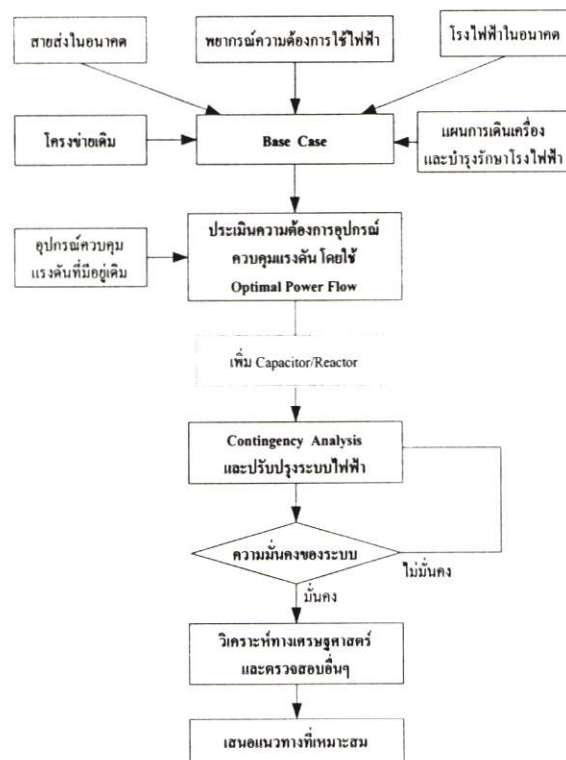 สายส่งในอนาคต
พยากรณ์ความต้องการใช้ไฟฟ้า
โรงไฟฟ้าในอนาคต
โครงข่ายเดิม
Base Case
แผนการเดินเครื่อง
และบำรุงรักษาโรงไฟฟ้า
อุปกรณ์ควบคุม
แรงดันที่มีอยู่เดิม
ประเมินความต้องการอุปกรณ์
ควบคุมแรงดัน โดยใช้
Optimal Power Flow
เพิ่ม Capacitor/Reactor
Contingency Analysis
และปรับปรุงระบบไฟฟ้า
ความมั่นคงของระบบ
ไม่มั่นคง
มั่นคง
วิเคราะห์ทางเศรษฐศาสตร์
และตรวจสอบอื่นๆ
เสนอแนวทางที่เหมาะสม